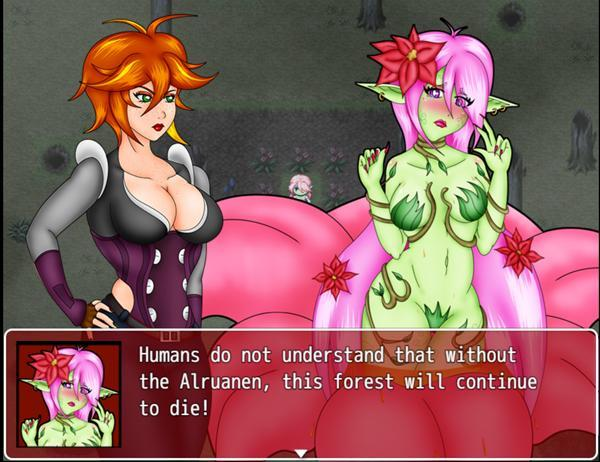 Humans do not understand that without
the Alruanen, this forest will continue
to die!